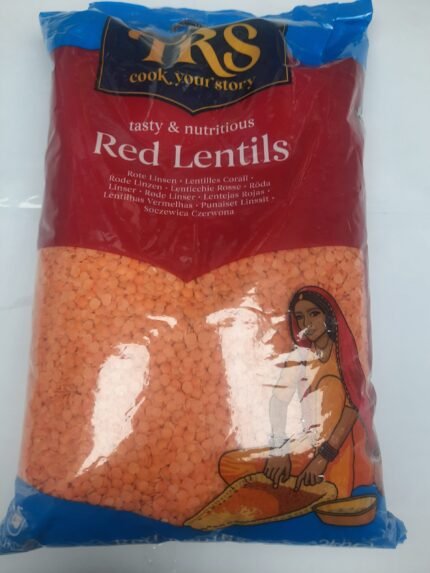 TRS
cook your story
tasty & nutritious
Red Lentils
Rote Linsen · Lentilles Corail ·
Rode Linzen · Lenticchie Rosse · Röda
Linser · Røde Linser · Lentejas Rojas ·
Lentilhas Vermelhas · Punaiset Linssit ·
Soczewica Czerwona